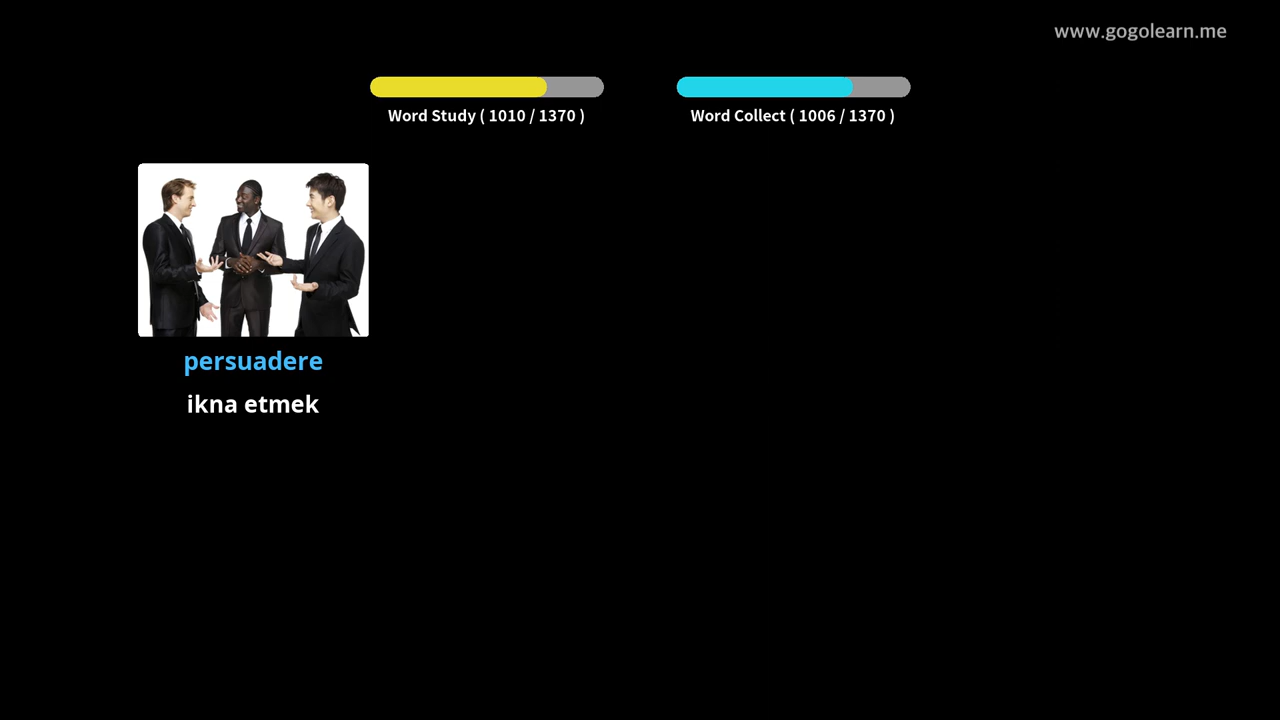 www.gogolearn.me
Word Study ( 1010 / 1370 )
Word Collect ( 1006 / 1370 )
persuadere
ikna etmek